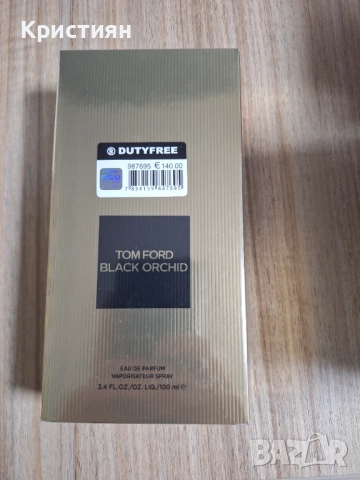 Кристиян
DUTYFREE
987695 €140.00
TOM FORD
BLACK ORCHID
EAU DE PARFUM
VAPORISATEUR SPRAY
3.4 FL.OZ./OZ. LIQ./100 ml e
BAZAR